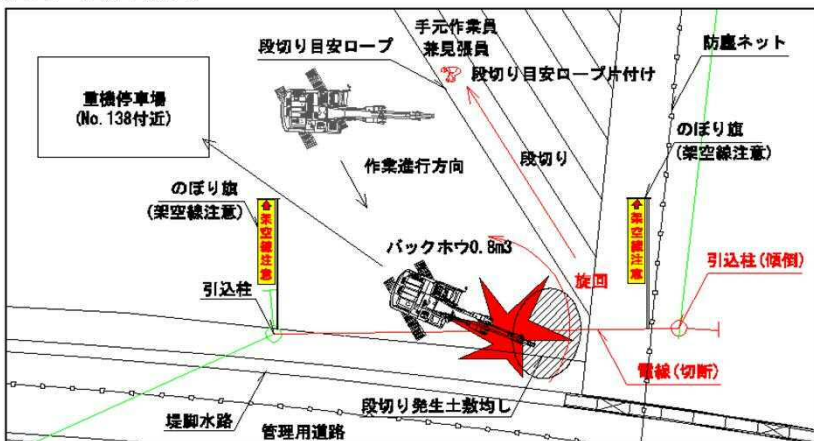 手元作業員
兼見張員
段切り目安ロープ
段切り目安ロープ片付け
防塵ネット
重機停車場
(No.138付近)
のぼり旗
(架空線注意)
作業進行方向
段切り
のぼり旗
(架空線注意)
架空線注意
バックホウ0.8m3
架空線注意
旋回
引込柱(傾倒)
引込柱
電線(切断)
段切り発生土敷均し
堤脚水路
管理用道路